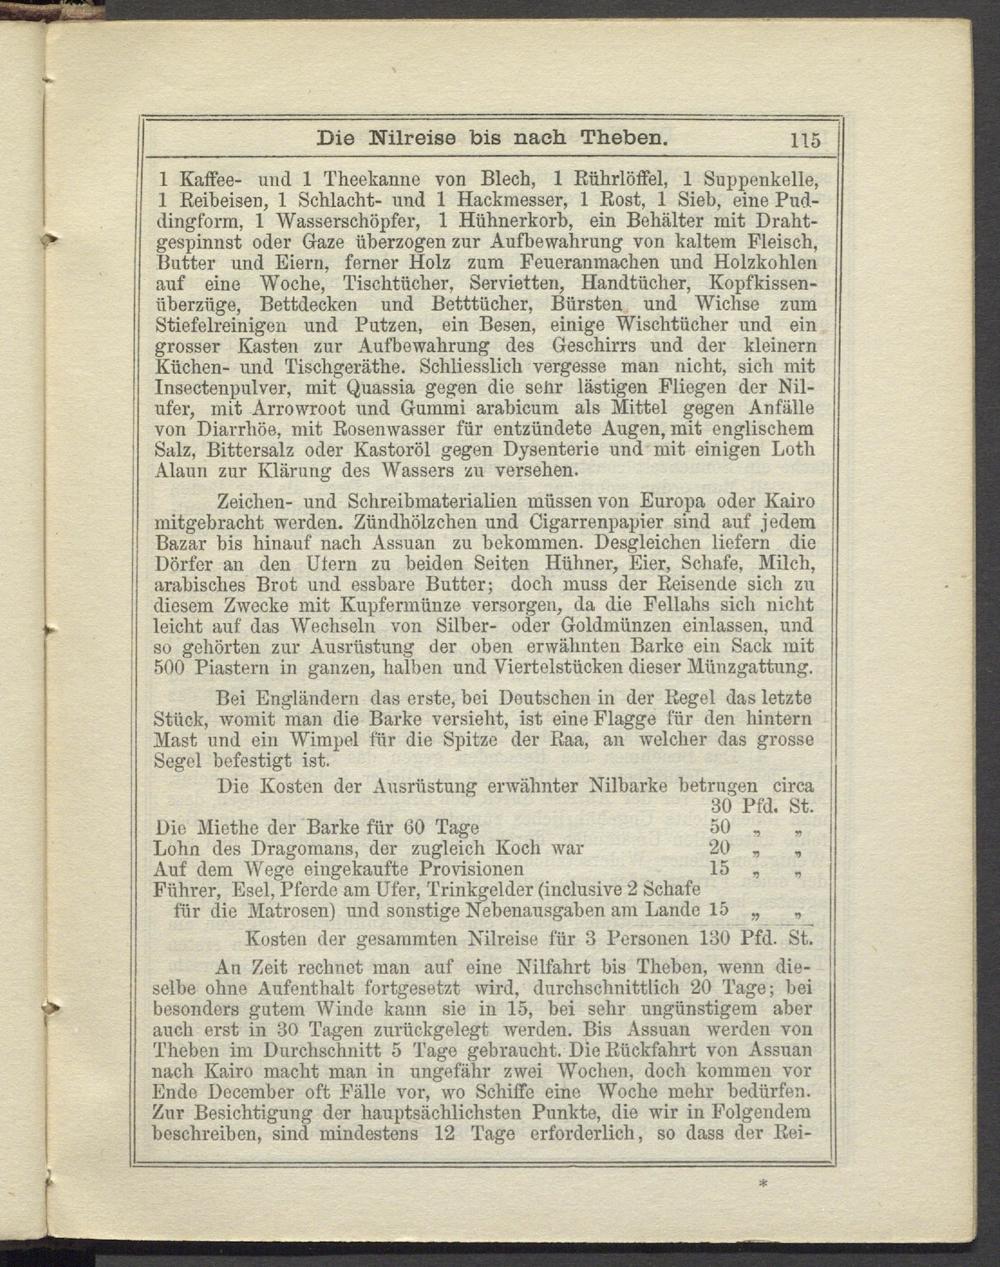 Die Nilreise bis nach Theben. 115
1 Kaffee- und 1 Theekanne von Blech, 1 Rührlöffel, 1 Suppenkelle,
1 Reibeisen, 1 Schlacht- und 1 Hackmesser, 1 Rost, 1 Sieb, eine Pud-
dingform, 1 Wasserschöpfer, 1 Hühnerkorb, ein Behälter mit Draht-
gespinnst oder Gaze überzogen zur Aufbewahrung von kaltem Fleisch,
Butter und Eiern, ferner Holz zum Feueranmachen und Holzkohlen
auf eine Woche, Tischtücher, Servietten, Handtücher, Kopfkissen-
überzüge, Bettdecken und Betttücher, Bürsten und Wichse zum
Stiefelreinigen und Putzen, ein Besen, einige Wischtücher und ein
grosser Kasten zur Aufbewahrung des Geschirrs und der kleinern
Küchen- und Tischgeräthe. Schliesslich vergesse man nicht, sich mit
Insectenpulver, mit Quassia gegen die sehr lästigen Fliegen der Nil-
ufer, mit Arrowroot und Gummi arabicum als Mittel gegen Anfälle
von Diarrhöe, mit Rosenwasser für entzündete Augen, mit englischem
Salz, Bittersalz oder Kastoröl gegen Dysenterie und mit einigen Loth
Alaun zur Klärung des Wassers zu versehen.
Zeichen- und Schreibmaterialien müssen von Europa oder Kairo
mitgebracht werden. Zündhölzchen und Cigarrenpapier sind auf jedem
Bazar bis hinauf nach Assuan zu bekommen. Desgleichen liefern die
Dörfer an den Ufern zu beiden Seiten Hühner, Eier, Schafe, Milch,
arabisches Brot und essbare Butter; doch muss der Reisende sich zu
diesem Zwecke mit Kupfermünze versorgen, da die Fellahs sich nicht
leicht auf das Wechseln von Silber- oder Goldmünzen einlassen, und
so gehörten zur Ausrüstung der oben erwähnten Barke ein Sack mit
500 Piastern in ganzen, halben und Viertelstücken dieser Münzgattung.
Bei Engländern das erste, bei Deutschen in der Regel das letzte
Stück, womit man die Barke versieht, ist eine Flagge für den hintern
Mast und ein Wimpel für die Spitze der Raa, an welcher das grosse
Segel befestigt ist.
Die Kosten der Ausrüstung erwähnter Nilbarke betrugen circa
30 Pfd. St.
Die Miethe der Barke für 60 Tage 50 „ „
Lohn des Dragomans, der zugleich Koch war 20 „ „
Auf dem Wege eingekaufte Provisionen 15 „ „
Führer, Esel, Pferde am Ufer, Trinkgelder (inclusive 2 Schafe
für die Matrosen) und sonstige Nebenausgaben am Lande 15 „ „
Kosten der gesammten Nilreise für 3 Personen 130 Pfd. St.
An Zeit rechnet man auf eine Nilfahrt bis Theben, wenn die-
selbe ohne Aufenthalt fortgesetzt wird, durchschnittlich 20 Tage; bei
besonders gutem Winde kann sie in 15, bei sehr ungünstigem aber
auch erst in 30 Tagen zurückgelegt werden. Bis Assuan werden von
Theben im Durchschnitt 5 Tage gebraucht. Die Rückfahrt von Assuan
nach Kairo macht man in ungefähr zwei Wochen, doch kommen vor
Ende December oft Fälle vor, wo Schiffe eine Woche mehr bedürfen.
Zur Besichtigung der hauptsächlichsten Punkte, die wir in Folgendem
beschreiben, sind mindestens 12 Tage erforderlich, so dass der Rei-
*